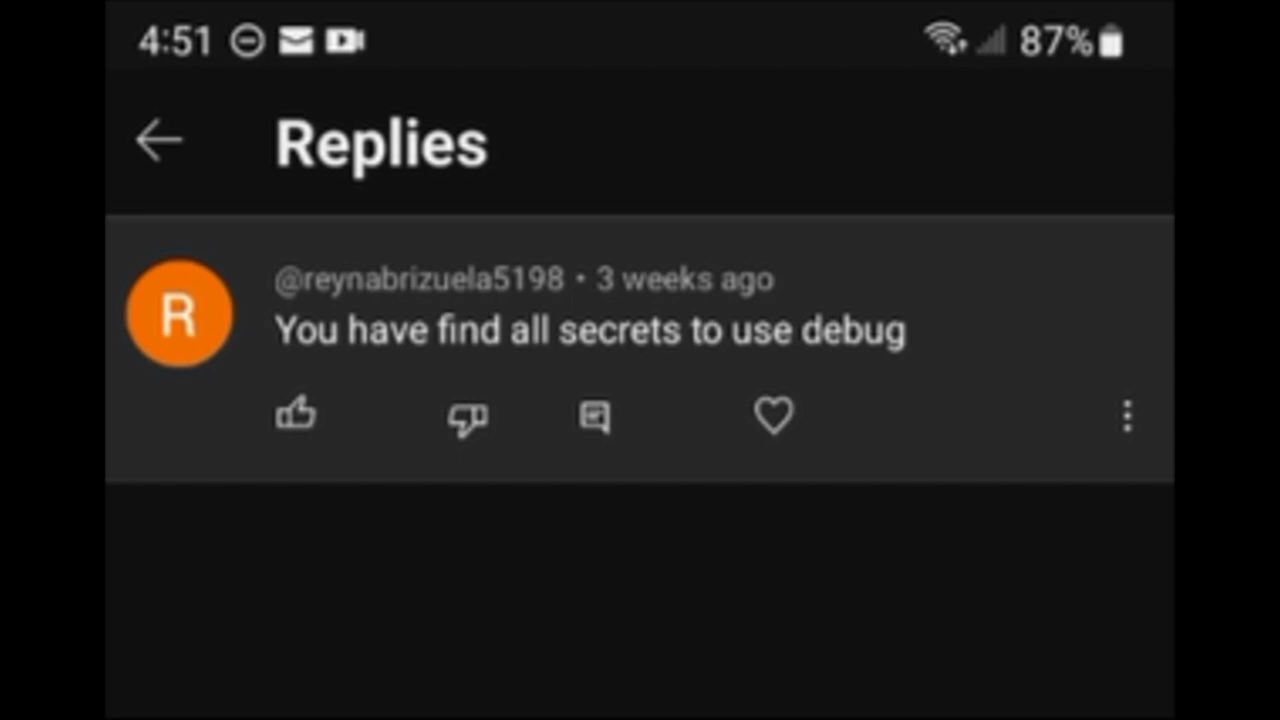 4:51 87%
Replies
R
@reynabrizuela5198 • 3 weeks ago
You have find all secrets to use debug